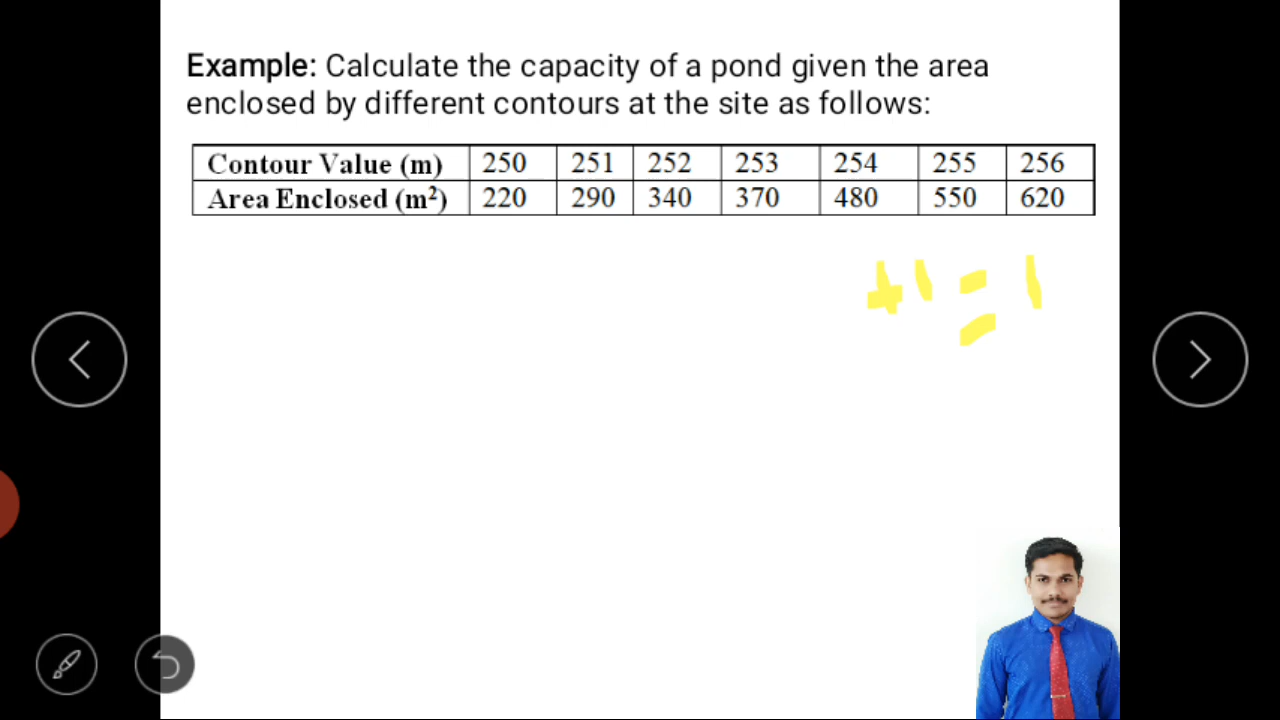 Example: Calculate the capacity of a pond given the area
enclosed by different contours at the site as follows:
Contour Value (m) 250 251 252 253 254 255 256
Area Enclosed (m²) 220 290 340 370 480 550 620